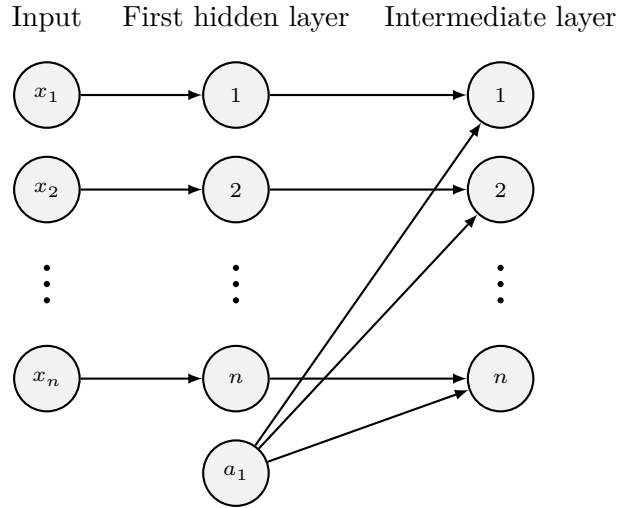 Input First hidden layer Intermediate layer
x₁ 1 1
x₂ 2 2
xₙ n n
a₁